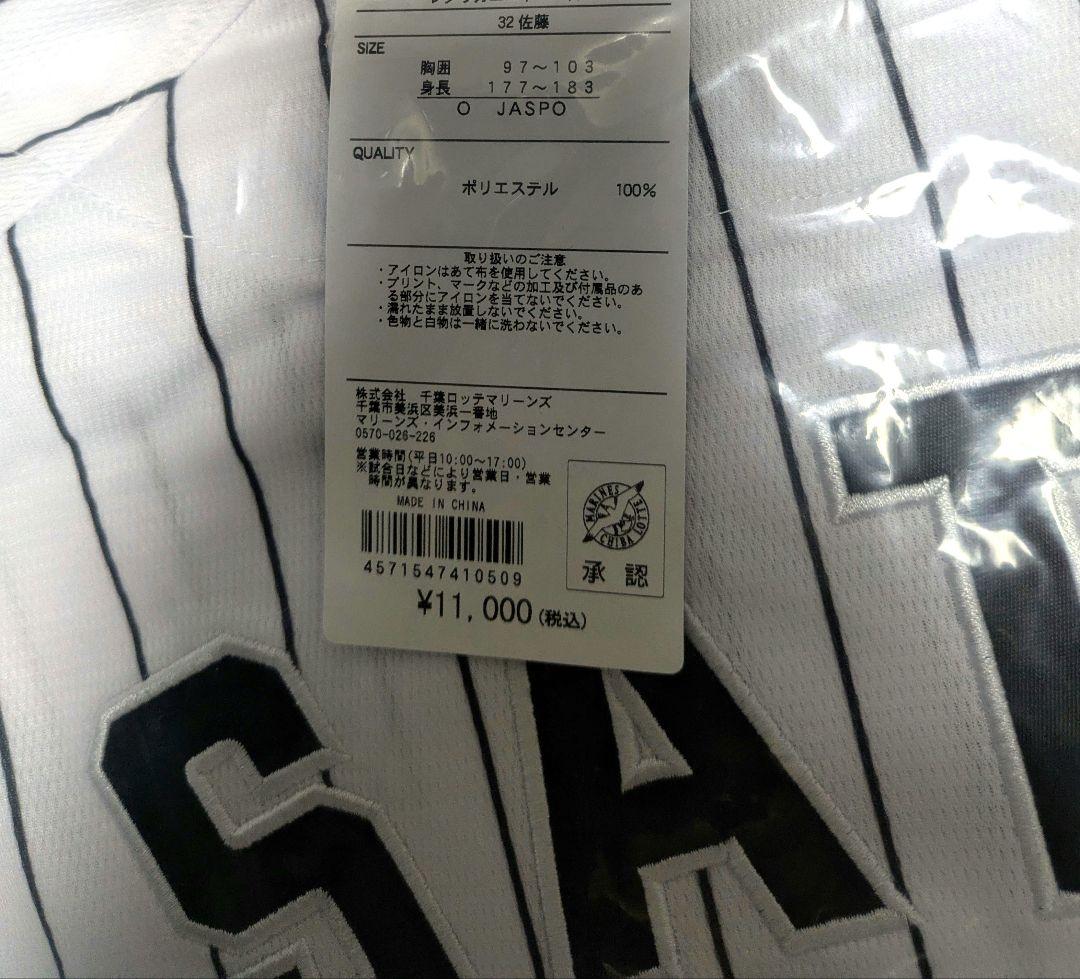 32 佐藤
SIZE
胸囲 97～103
身長 177～183
O JASPO
QUALITY
ポリエステル 100%
取り扱いのご注意
・アイロンはあて布を使用してください。
・プリント、マークなどの加工及び付属品のあ
る部分にアイロンを当てないでください。
・濡れたまま放置しないでください。
・色物と白物は一緒に洗わないでください。
株式会社 千葉ロッテマリーンズ
千葉市美浜区美浜一番地
マリーンズ・インフォメーションセンター
0570-026-226
営業時間(平日10:00～17:00)
※試合日などにより営業日・営業
時間が異なります。
MADE IN CHINA
4571547410509
MARINES
CHIBA LOTTE
承認
¥11,000(税込)
SAT